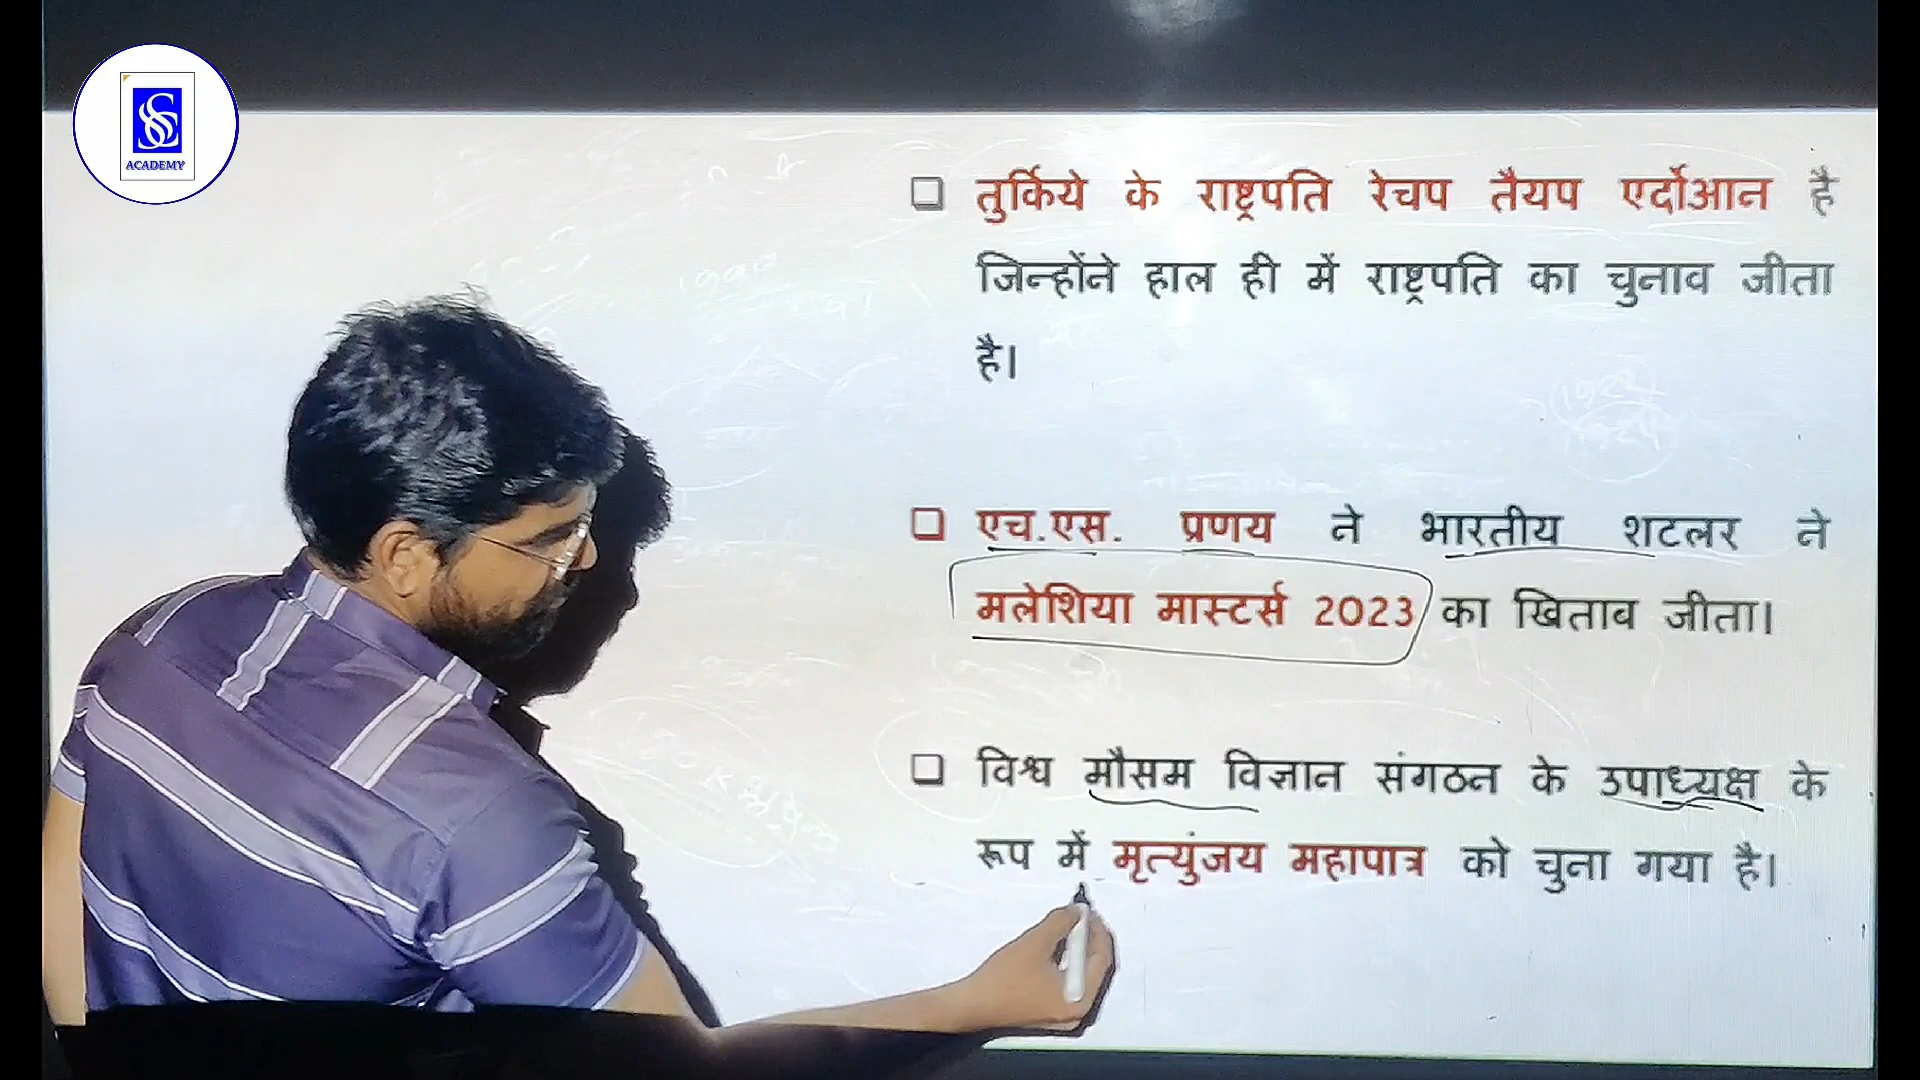 SSC
ACADEMY
तुर्किये के राष्ट्रपति रेचप तैयप एर्दोआन है
जिन्होंने हाल ही में राष्ट्रपति का चुनाव जीता
है।
एच.एस. प्रणय ने भारतीय शटलर ने
मलेशिया मास्टर्स 2023 का खिताब जीता।
विश्व मौसम विज्ञान संगठन के उपाध्यक्ष के
रूप में मृत्युंजय महापात्र को चुना गया है।